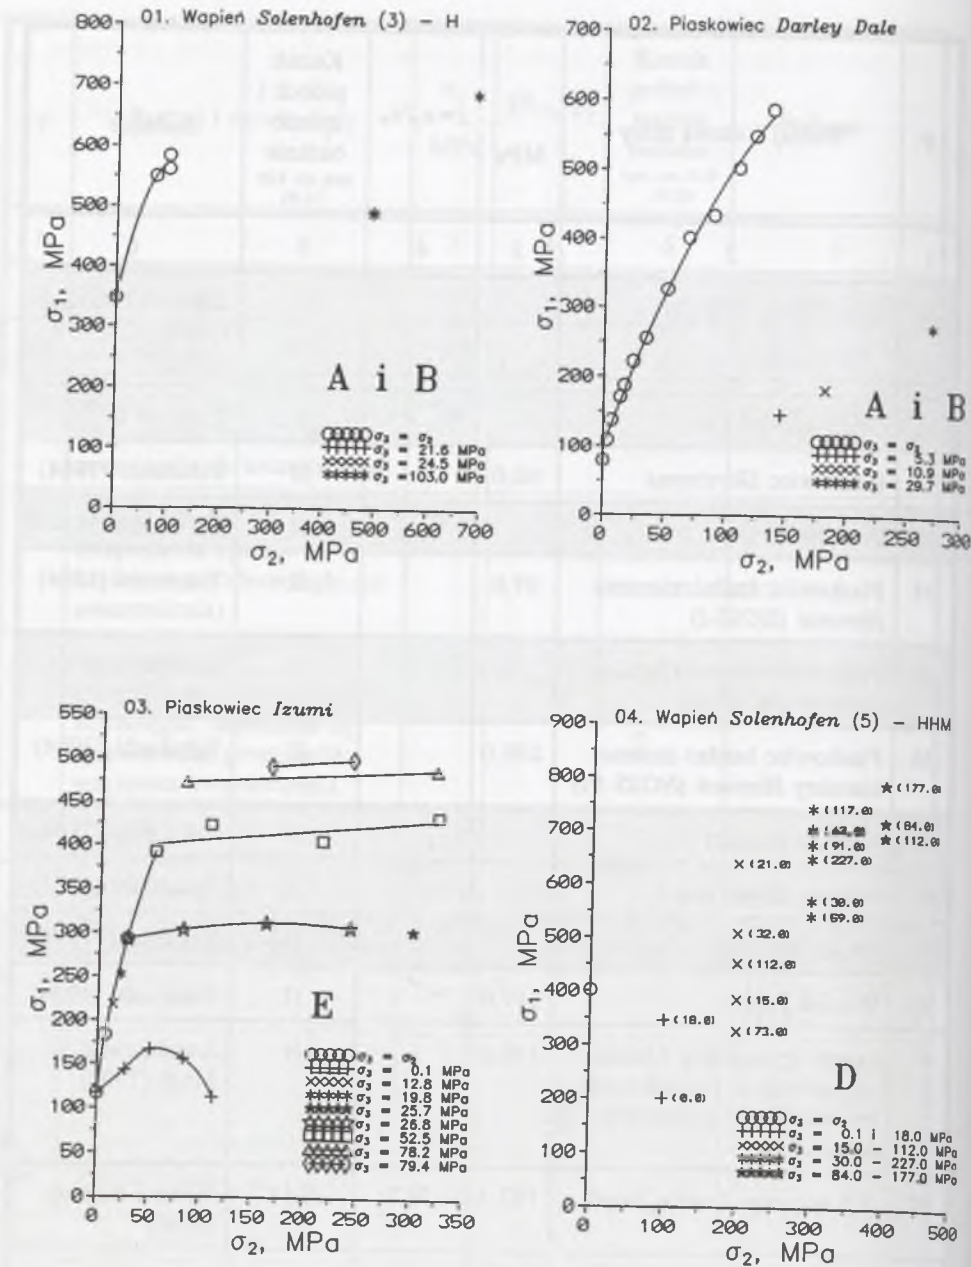 01. Wapień Solenhofen (3) – H
800
700
600
500
400
300
200
100
0
σ₁, MPa
A i B
σ₃ = σ₂
σ₃ = 21.6 MPa
σ₃ = 24.5 MPa
σ₃ =103.0 MPa
0 100 200 300 400 500 600 700
σ₂, MPa
02. Piaskowiec Darley Dale
700
600
500
400
300
200
100
0
σ₁, MPa
A i B
σ₃ = σ₂
σ₃ = 5.3 MPa
σ₃ = 10.9 MPa
σ₃ = 29.7 MPa
0 50 100 150 200 250 300
σ₂, MPa
03. Piaskowiec Izumi
550
500
450
400
350
300
250
200
150
100
50
0
σ₁, MPa
E
σ₃ = σ₂
σ₃ = 0.1 MPa
σ₃ = 12.8 MPa
σ₃ = 19.8 MPa
σ₃ = 25.7 MPa
σ₃ = 26.8 MPa
σ₃ = 52.5 MPa
σ₃ = 78.2 MPa
σ₃ = 79.4 MPa
0 50 100 150 200 250 300 350
σ₂, MPa
04. Wapień Solenhofen (5) – HHM
900
800
700
600
500
400
300
200
100
0
σ₁, MPa
(177.0)
(117.0)
(84.0)
(112.0)
(91.0)
(227.0)
(21.0)
(30.0)
(59.0)
(32.0)
(112.0)
(15.0)
(18.0)
(73.0)
(0.0)
D
σ₃ = σ₂
σ₃ = 0.1 i 18.0 MPa
σ₃ = 15.0 – 112.0 MPa
σ₃ = 30.0 – 227.0 MPa
σ₃ = 84.0 – 177.0 MPa
0 100 200 300 400 500
σ₂, MPa